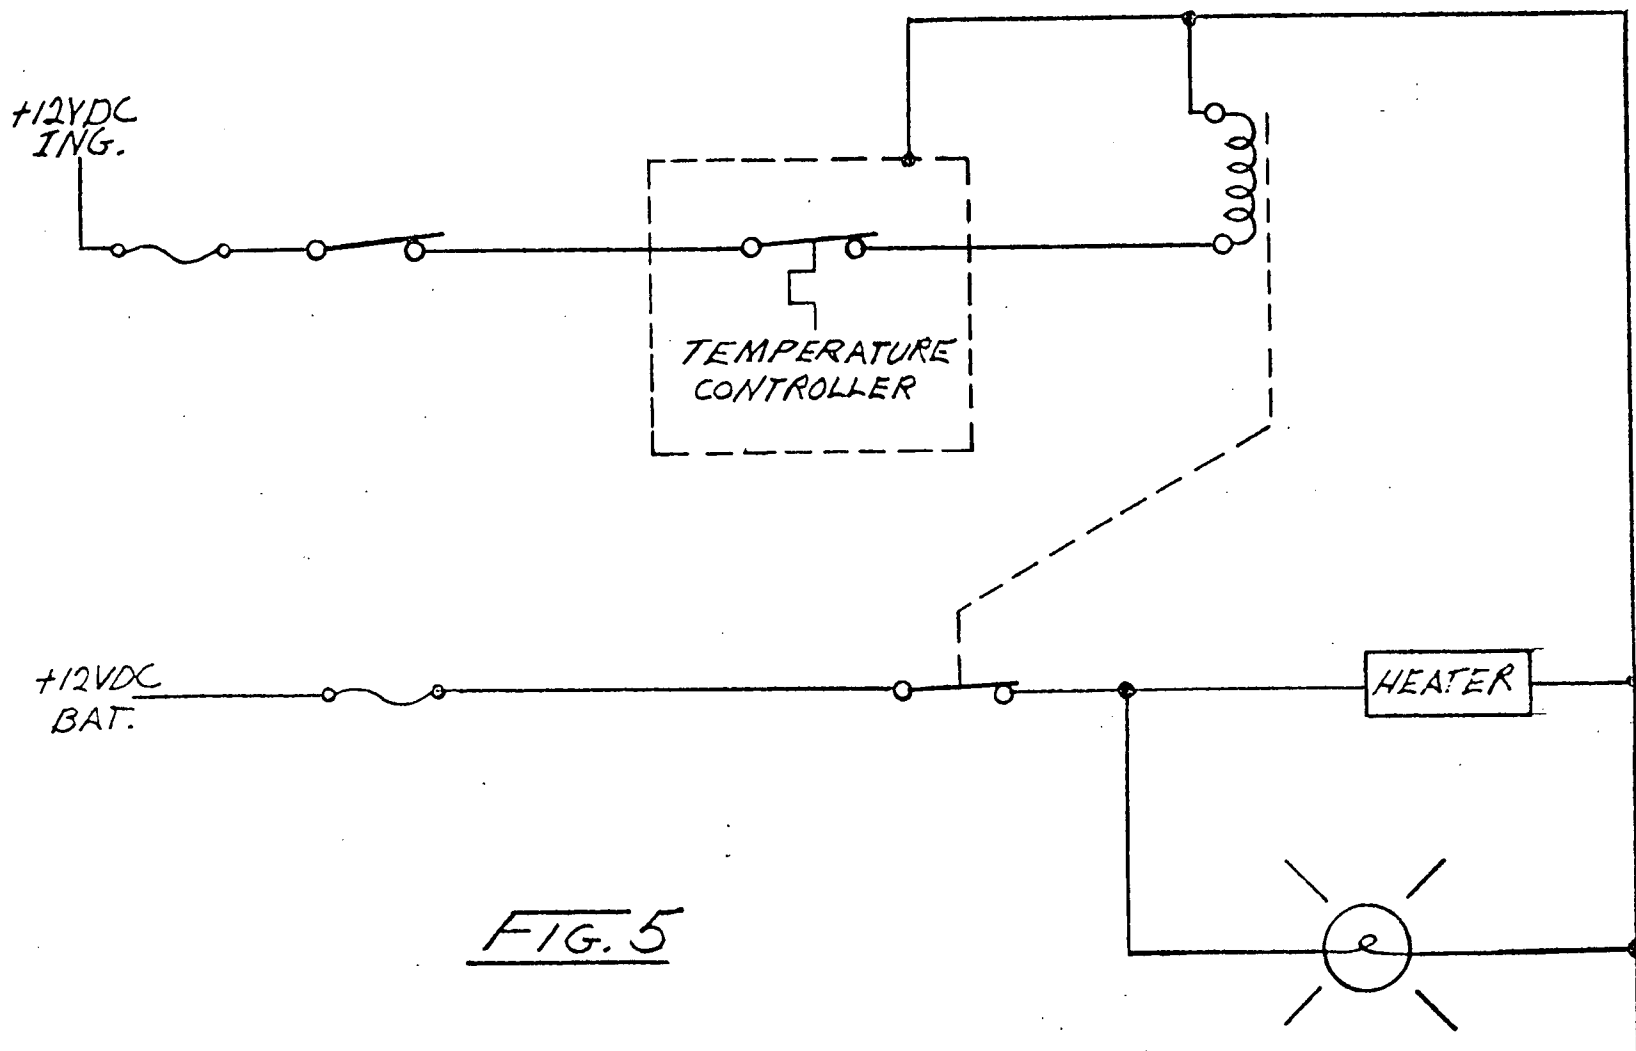 +12VDC
ING.
TEMPERATURE
CONTROLLER
+12VDC
BAT.
HEATER
FIG. 5